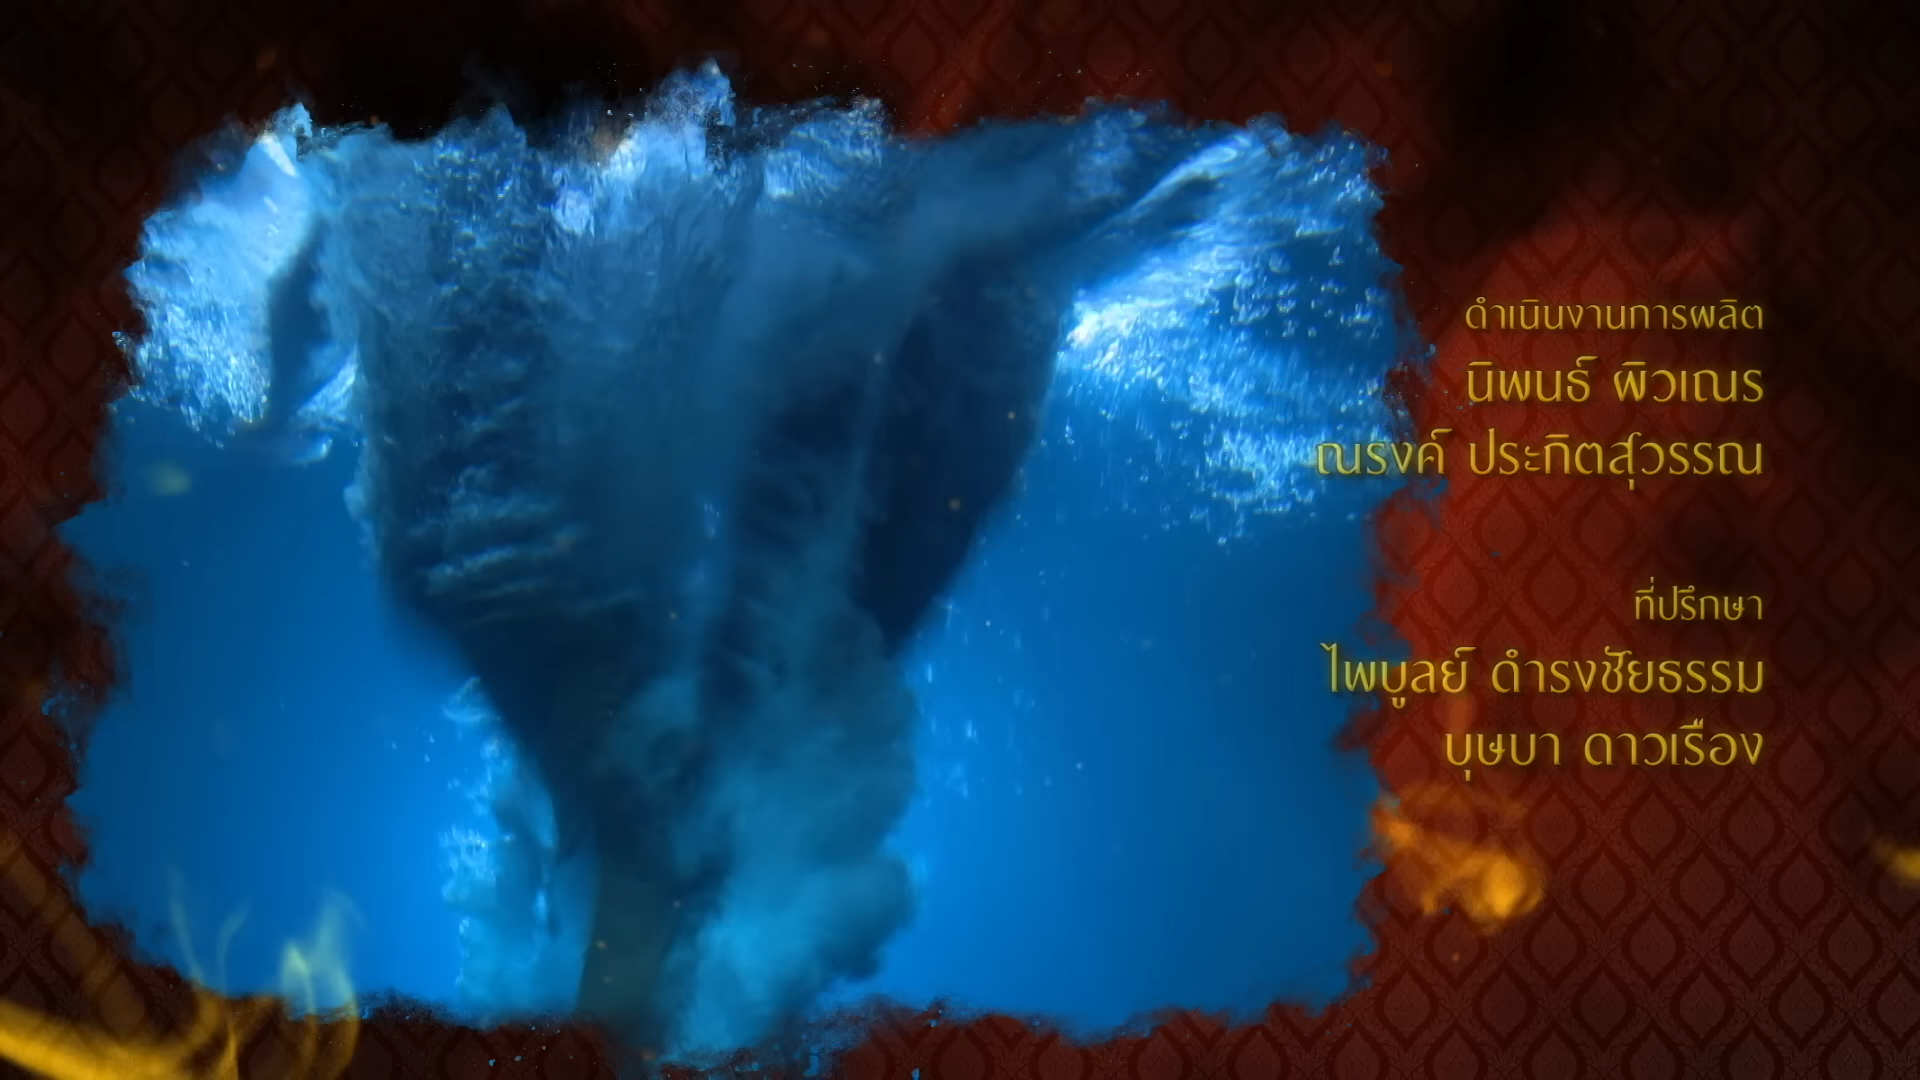 ดำเนินงานการผลิต
นิพนธ์ ผิวเณร
ณรงค์ ประกิตสุวรรณ
ที่ปรึกษา
ไพบูลย์ ดำรงชัยธรรม
บุษบา ดาวเรือง